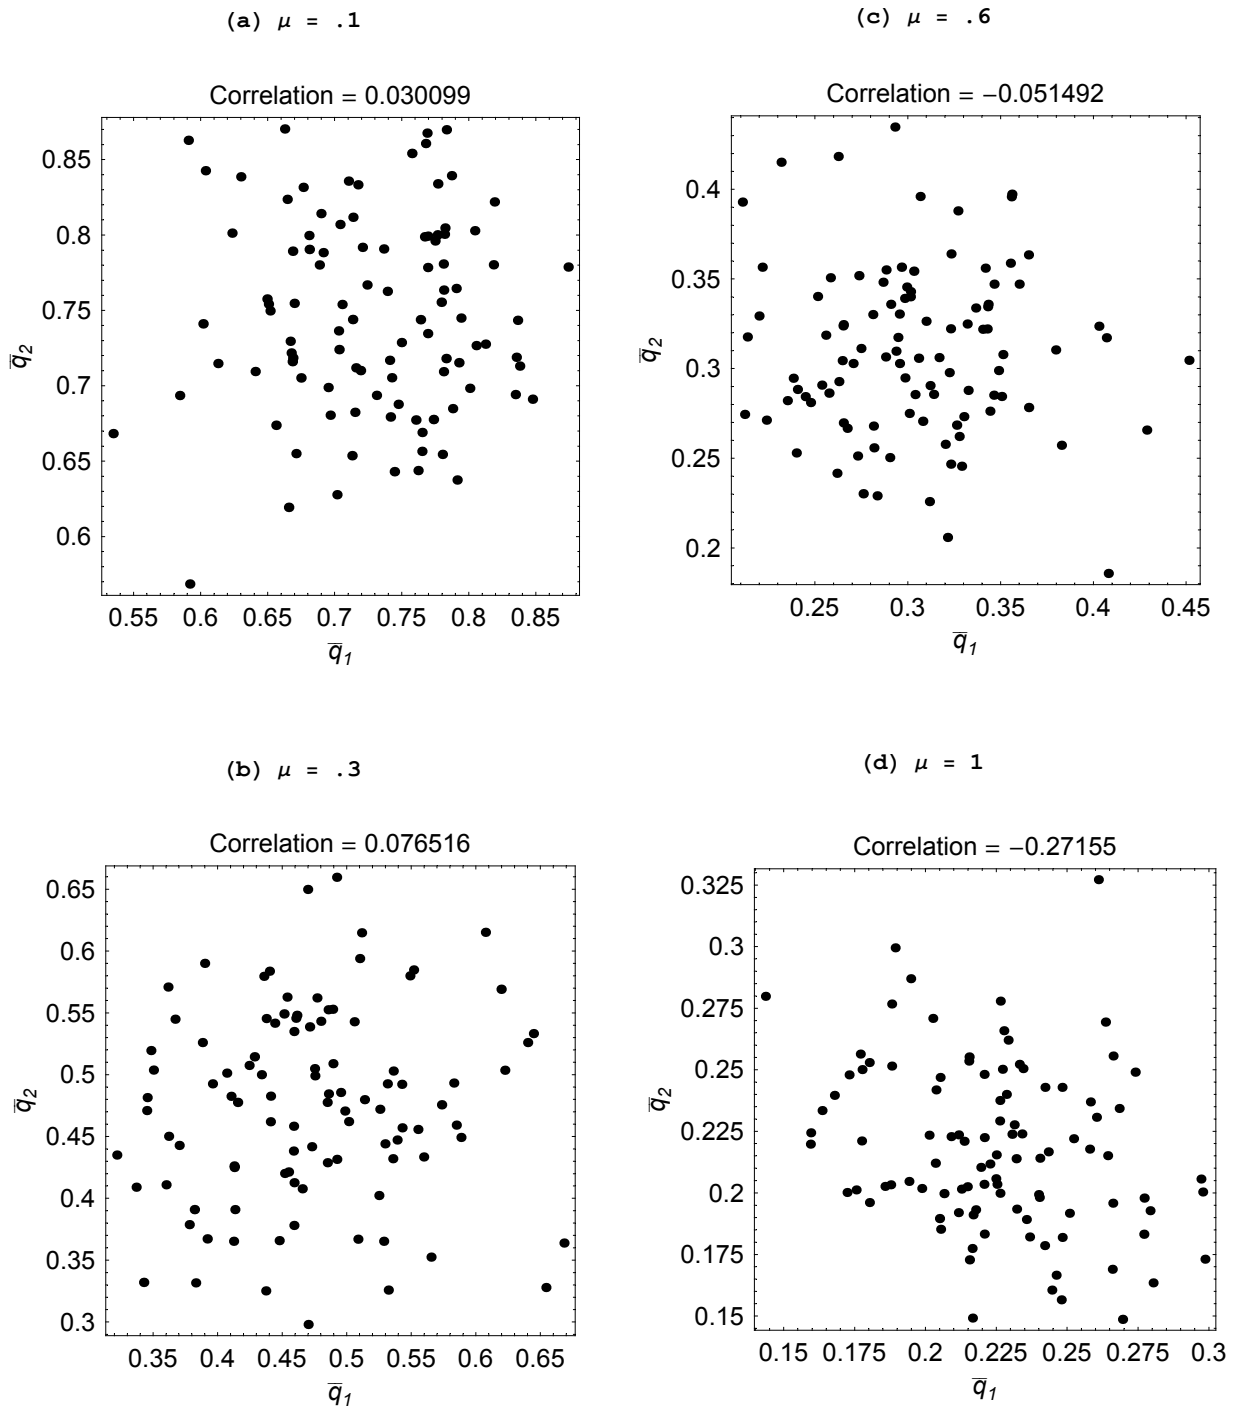 (a) μ = .1
Correlation = 0.030099
0.85
0.8
0.75
0.7
0.65
0.6
q̅2
0.55 0.6 0.65 0.7 0.75 0.8 0.85
q̅1
(c) μ = .6
Correlation = −0.051492
0.4
0.35
0.3
0.25
0.2
q̅2
0.25 0.3 0.35 0.4 0.45
q̅1
(b) μ = .3
Correlation = 0.076516
0.65
0.6
0.55
0.5
0.45
0.4
0.35
0.3
q̅2
0.35 0.4 0.45 0.5 0.55 0.6 0.65
q̅1
(d) μ = 1
Correlation = −0.27155
0.325
0.3
0.275
0.25
0.225
0.2
0.175
0.15
q̅2
0.15 0.175 0.2 0.225 0.25 0.275 0.3
q̅1